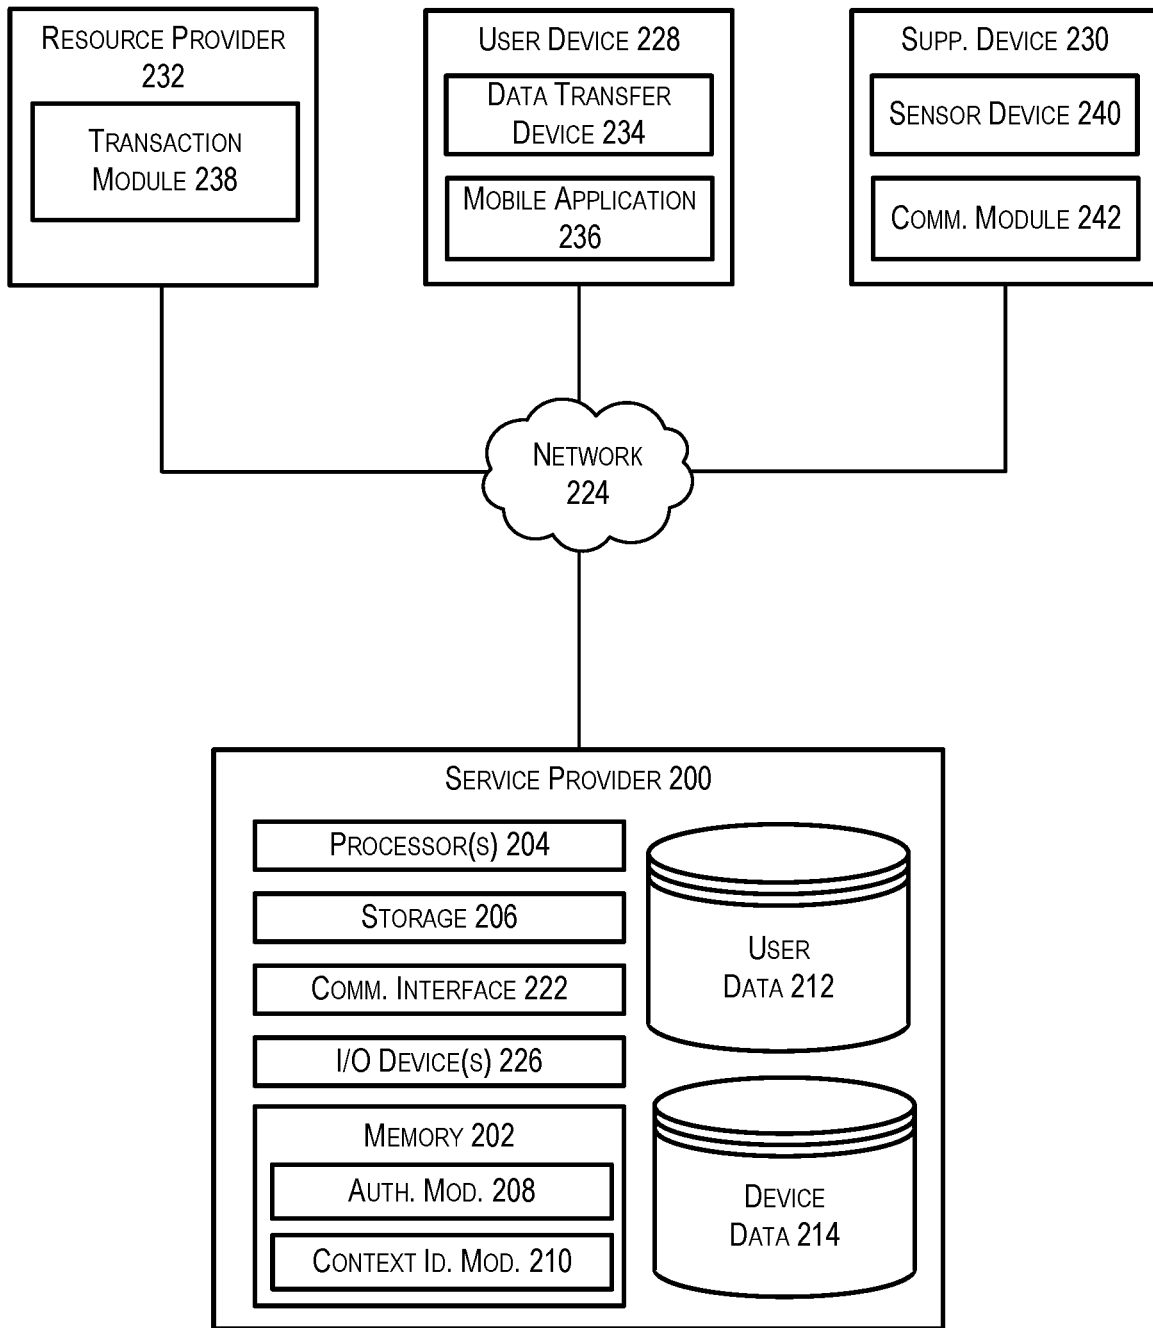 RESOURCE PROVIDER
232
TRANSACTION
MODULE 238
USER DEVICE 228
DATA TRANSFER
DEVICE 234
MOBILE APPLICATION
236
SUPP. DEVICE 230
SENSOR DEVICE 240
COMM. MODULE 242
NETWORK
224
SERVICE PROVIDER 200
PROCESSOR(S) 204
STORAGE 206
COMM. INTERFACE 222
I/O DEVICE(S) 226
MEMORY 202
AUTH. MOD. 208
CONTEXT ID. MOD. 210
USER
DATA 212
DEVICE
DATA 214